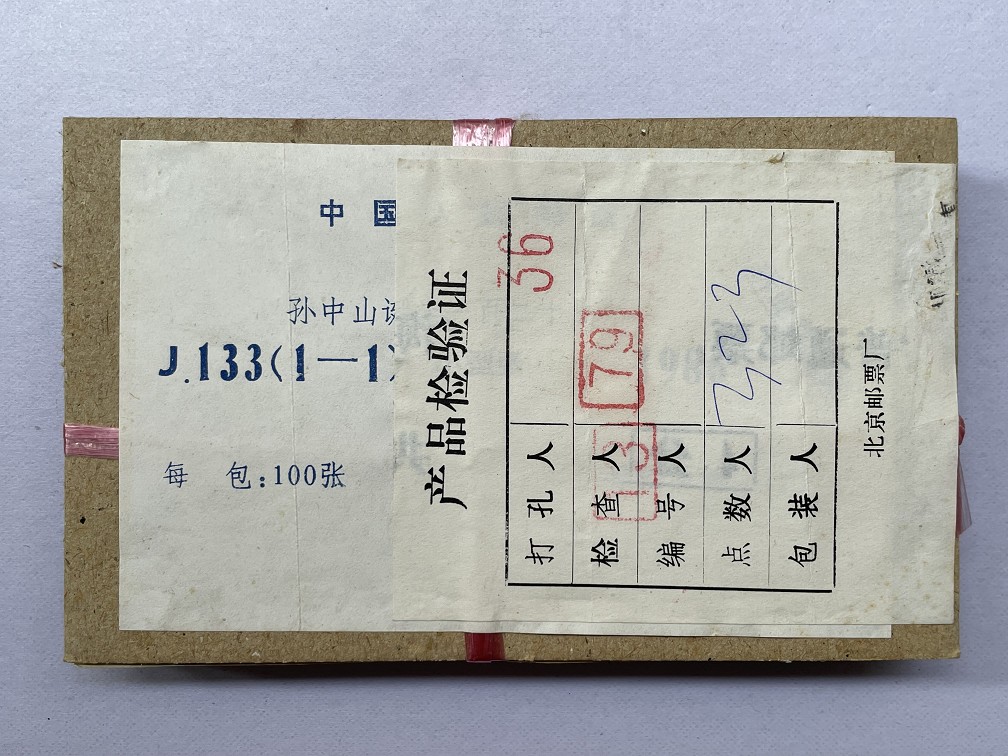 中国
孙中山诞
J.133(1—1)
每 包:100张
产品检验证
打孔人 36
检查人 79
13
编号人
点数人
包装人
北京邮票厂